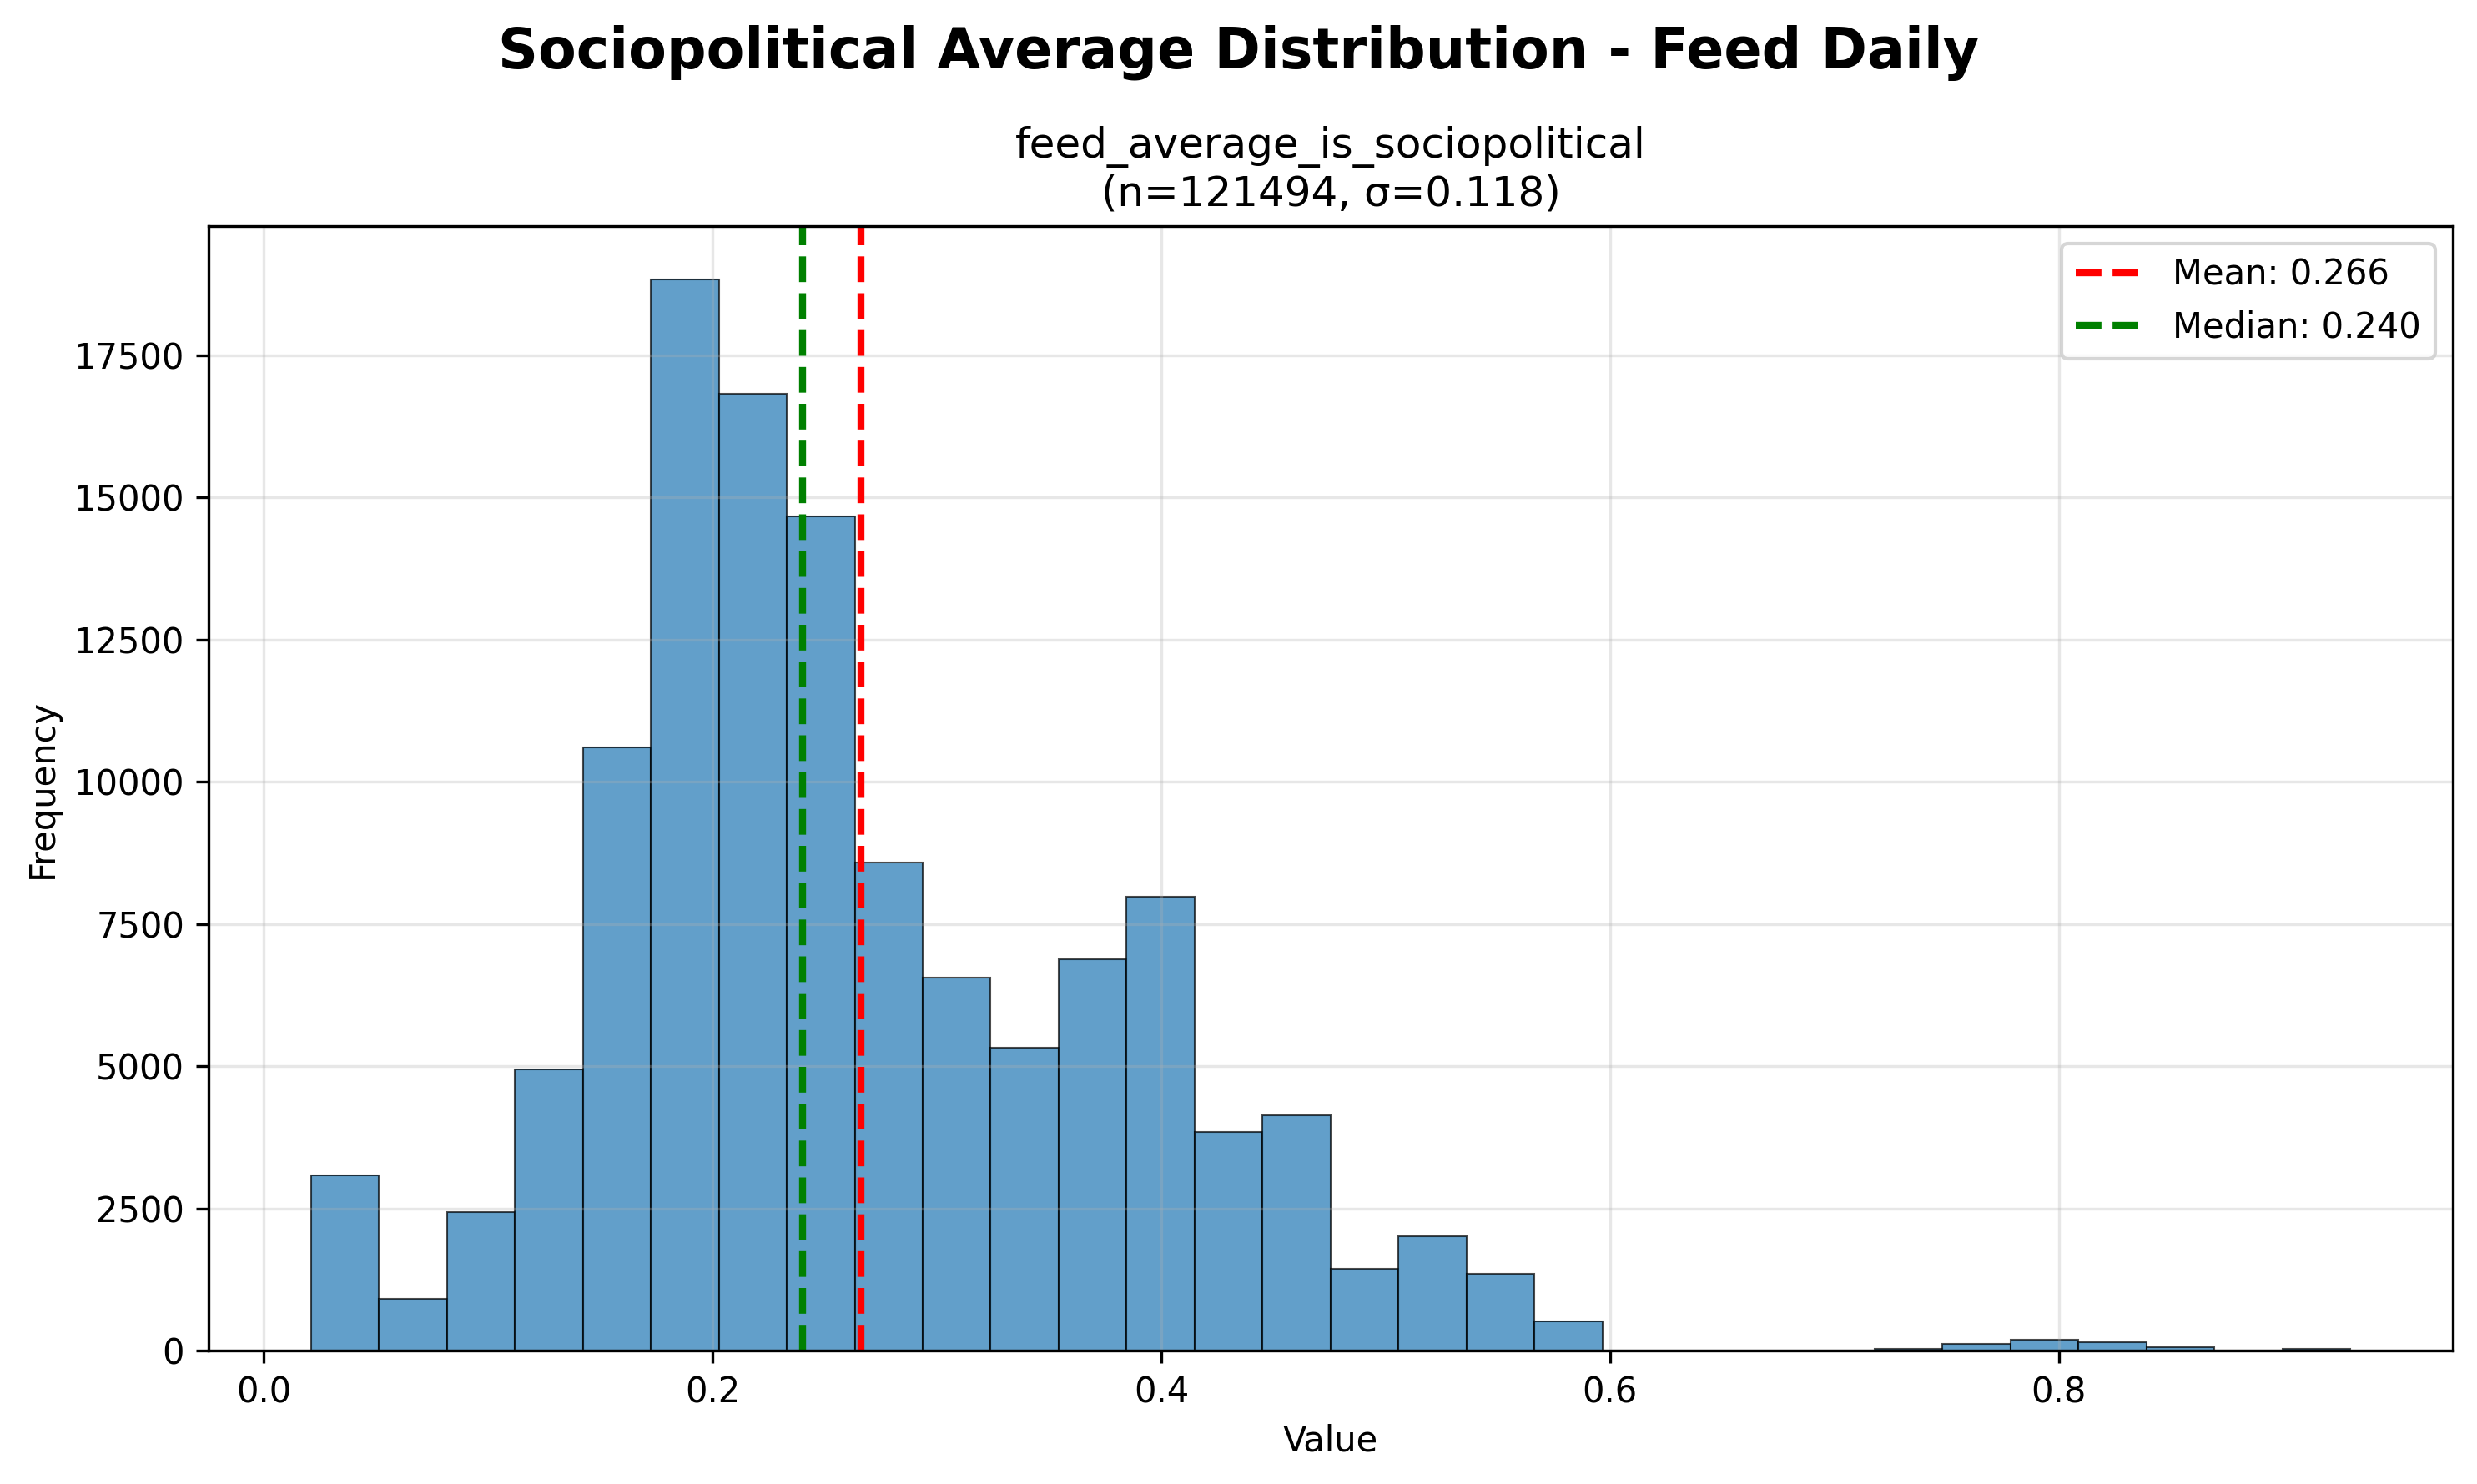 Sociopolitical Average Distribution - Feed Daily
feed_average_is_sociopolitical
(n=121494, σ=0.118)
Mean: 0.266
Median: 0.240
17500
15000
12500
10000
7500
5000
2500
0
Frequency
0.0
0.2
0.4
0.6
0.8
Value